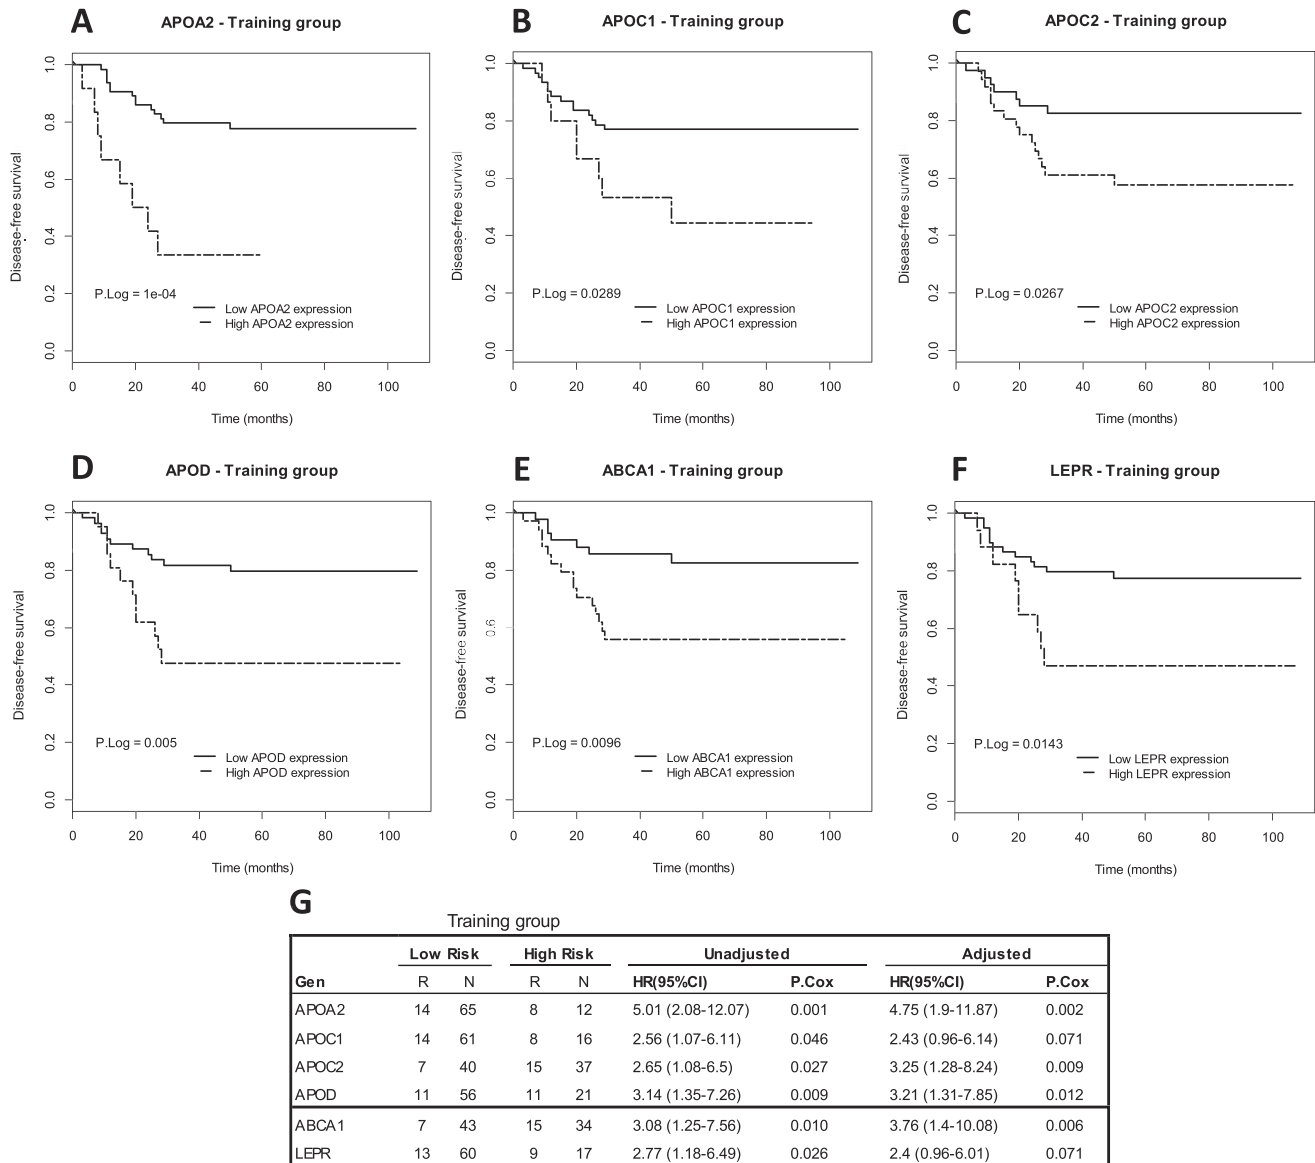 A
APOA2 - Training group
Disease-free survival
1.0
0.8
0.6
0.4
0.2
0.0
P.Log = 1e-04
Low APOA2 expression
High APOA2 expression
0 20 40 60 80 100
Time (months)
B
APOC1 - Training group
Disease-free survival
1.0
0.8
0.6
0.4
0.2
0.0
P.Log = 0.0289
Low APOC1 expression
High APOC1 expression
0 20 40 60 80 100
Time (months)
C
APOC2 - Training group
Disease-free survival
1.0
0.8
0.6
0.4
0.2
0.0
P.Log = 0.0267
Low APOC2 expression
High APOC2 expression
0 20 40 60 80 100
Time (months)
D
APOD - Training group
Disease-free survival
1.0
0.8
0.6
0.4
0.2
0.0
P.Log = 0.005
Low APOD expression
High APOD expression
0 20 40 60 80 100
Time (months)
E
ABCA1 - Training group
Disease-free survival
1.0
0.8
0.6
0.4
0.2
0.0
P.Log = 0.0096
Low ABCA1 expression
High ABCA1 expression
0 20 40 60 80 100
Time (months)
F
LEPR - Training group
Disease-free survival
1.0
0.8
0.6
0.4
0.2
0.0
P.Log = 0.0143
Low LEPR expression
High LEPR expression
0 20 40 60 80 100
Time (months)
G
Training group
Low Risk High Risk Unadjusted Adjusted
Gen R N R N HR(95%CI) P.Cox HR(95%CI) P.Cox
APOA2 14 65 8 12 5.01 (2.08-12.07) 0.001 4.75 (1.9-11.87) 0.002
APOC1 14 61 8 16 2.56 (1.07-6.11) 0.046 2.43 (0.96-6.14) 0.071
APOC2 7 40 15 37 2.65 (1.08-6.5) 0.027 3.25 (1.28-8.24) 0.009
APOD 11 56 11 21 3.14 (1.35-7.26) 0.009 3.21 (1.31-7.85) 0.012
ABCA1 7 43 15 34 3.08 (1.25-7.56) 0.010 3.76 (1.4-10.08) 0.006
LEPR 13 60 9 17 2.77 (1.18-6.49) 0.026 2.4 (0.96-6.01) 0.071